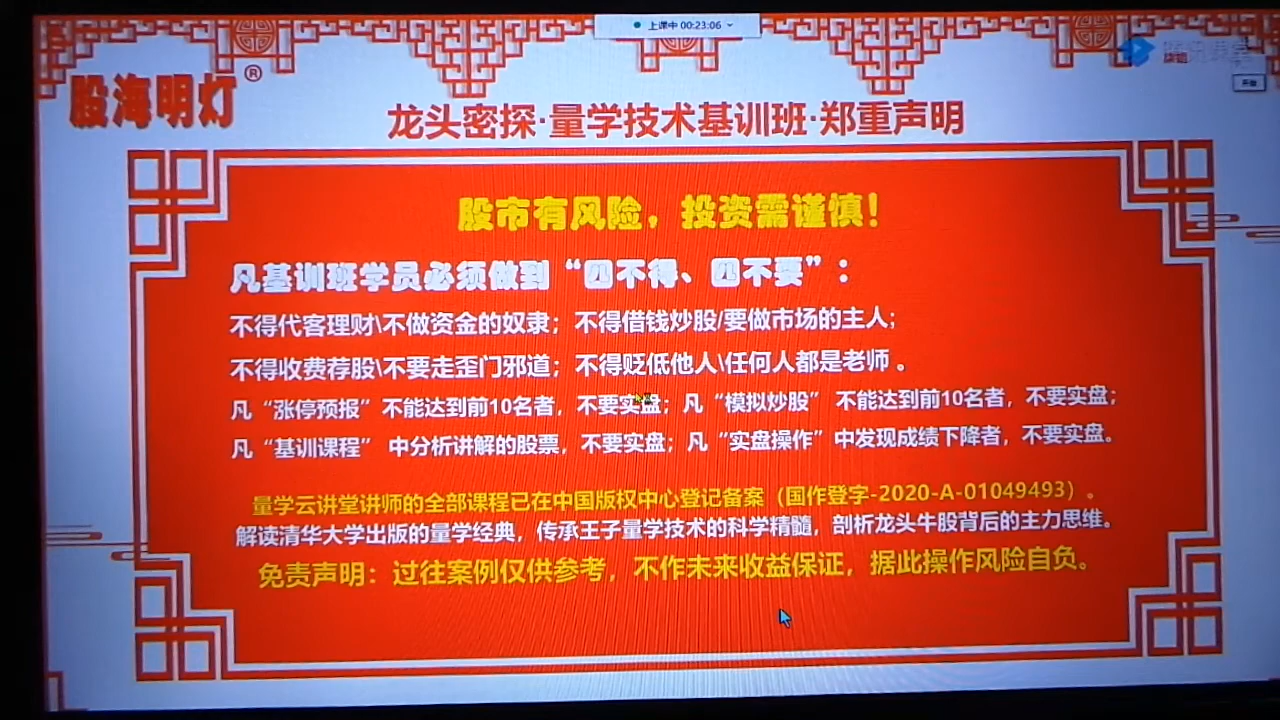 上课中 00:23:06
腾讯课堂
开始
股海明灯®
龙头密探·量学技术基训班·郑重声明
股市有风险，投资需谨慎！
凡基训班学员必须做到“四不得、四不要”：
不得代客理财\不做资金的奴隶；不得借钱炒股/要做市场的主人；
不得收费荐股\不要走歪门邪道；不得贬低他人\任何人都是老师 。
凡“涨停预报”不能达到前10名者，不要实盘；凡“模拟炒股” 不能达到前10名者，不要实盘；
凡“基训课程” 中分析讲解的股票，不要实盘；凡“实盘操作”中发现成绩下降者，不要实盘。
量学云讲堂讲师的全部课程已在中国版权中心登记备案（国作登字-2020-A-01049493）。
解读清华大学出版的量学经典，传承王子量学技术的科学精髓，剖析龙头牛股背后的主力思维。
免责声明：过往案例仅供参考，不作未来收益保证，据此操作风险自负。